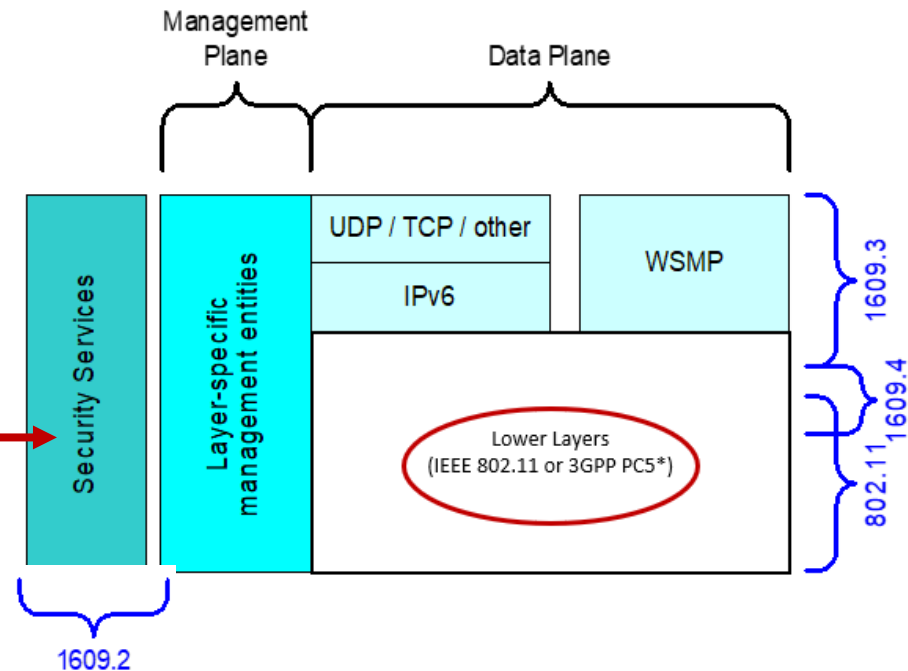 Management
Plane
Data Plane
Security Services
Layer-specific
management entities
UDP / TCP / other
IPv6
WSMP
Lower Layers
(IEEE 802.11 or 3GPP PC5*)
1609.3
1609.4
802.11
1609.2